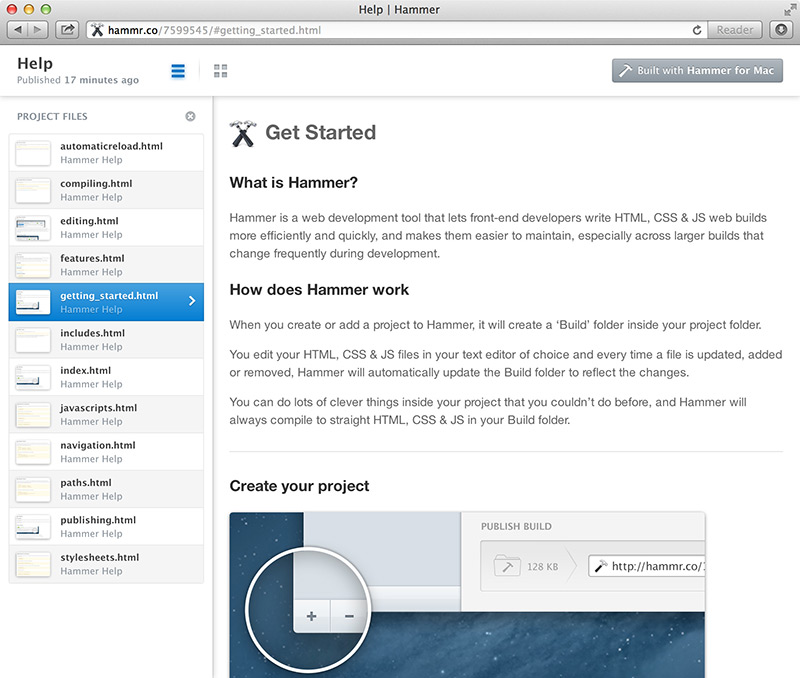 Help | Hammer
hammr.co/7599545/#getting_started.html
Reader
Help
Published 17 minutes ago
Built with Hammer for Mac
PROJECT FILES
automaticreload.html
Hammer Help
compiling.html
Hammer Help
editing.html
Hammer Help
features.html
Hammer Help
getting_started.html
Hammer Help
includes.html
Hammer Help
index.html
Hammer Help
javascripts.html
Hammer Help
navigation.html
Hammer Help
paths.html
Hammer Help
publishing.html
Hammer Help
stylesheets.html
Hammer Help
Get Started
What is Hammer?
Hammer is a web development tool that lets front-end developers write HTML, CSS & JS web builds
more efficiently and quickly, and makes them easier to maintain, especially across larger builds that
change frequently during development.
How does Hammer work
When you create or add a project to Hammer, it will create a ‘Build’ folder inside your project folder.
You edit your HTML, CSS & JS files in your text editor of choice and every time a file is updated, added
or removed, Hammer will automatically update the Build folder to reflect the changes.
You can do lots of clever things inside your project that you couldn’t do before, and Hammer will
always compile to straight HTML, CSS & JS in your Build folder.
Create your project
PUBLISH BUILD
128 KB
http://hammr.co/
+ −